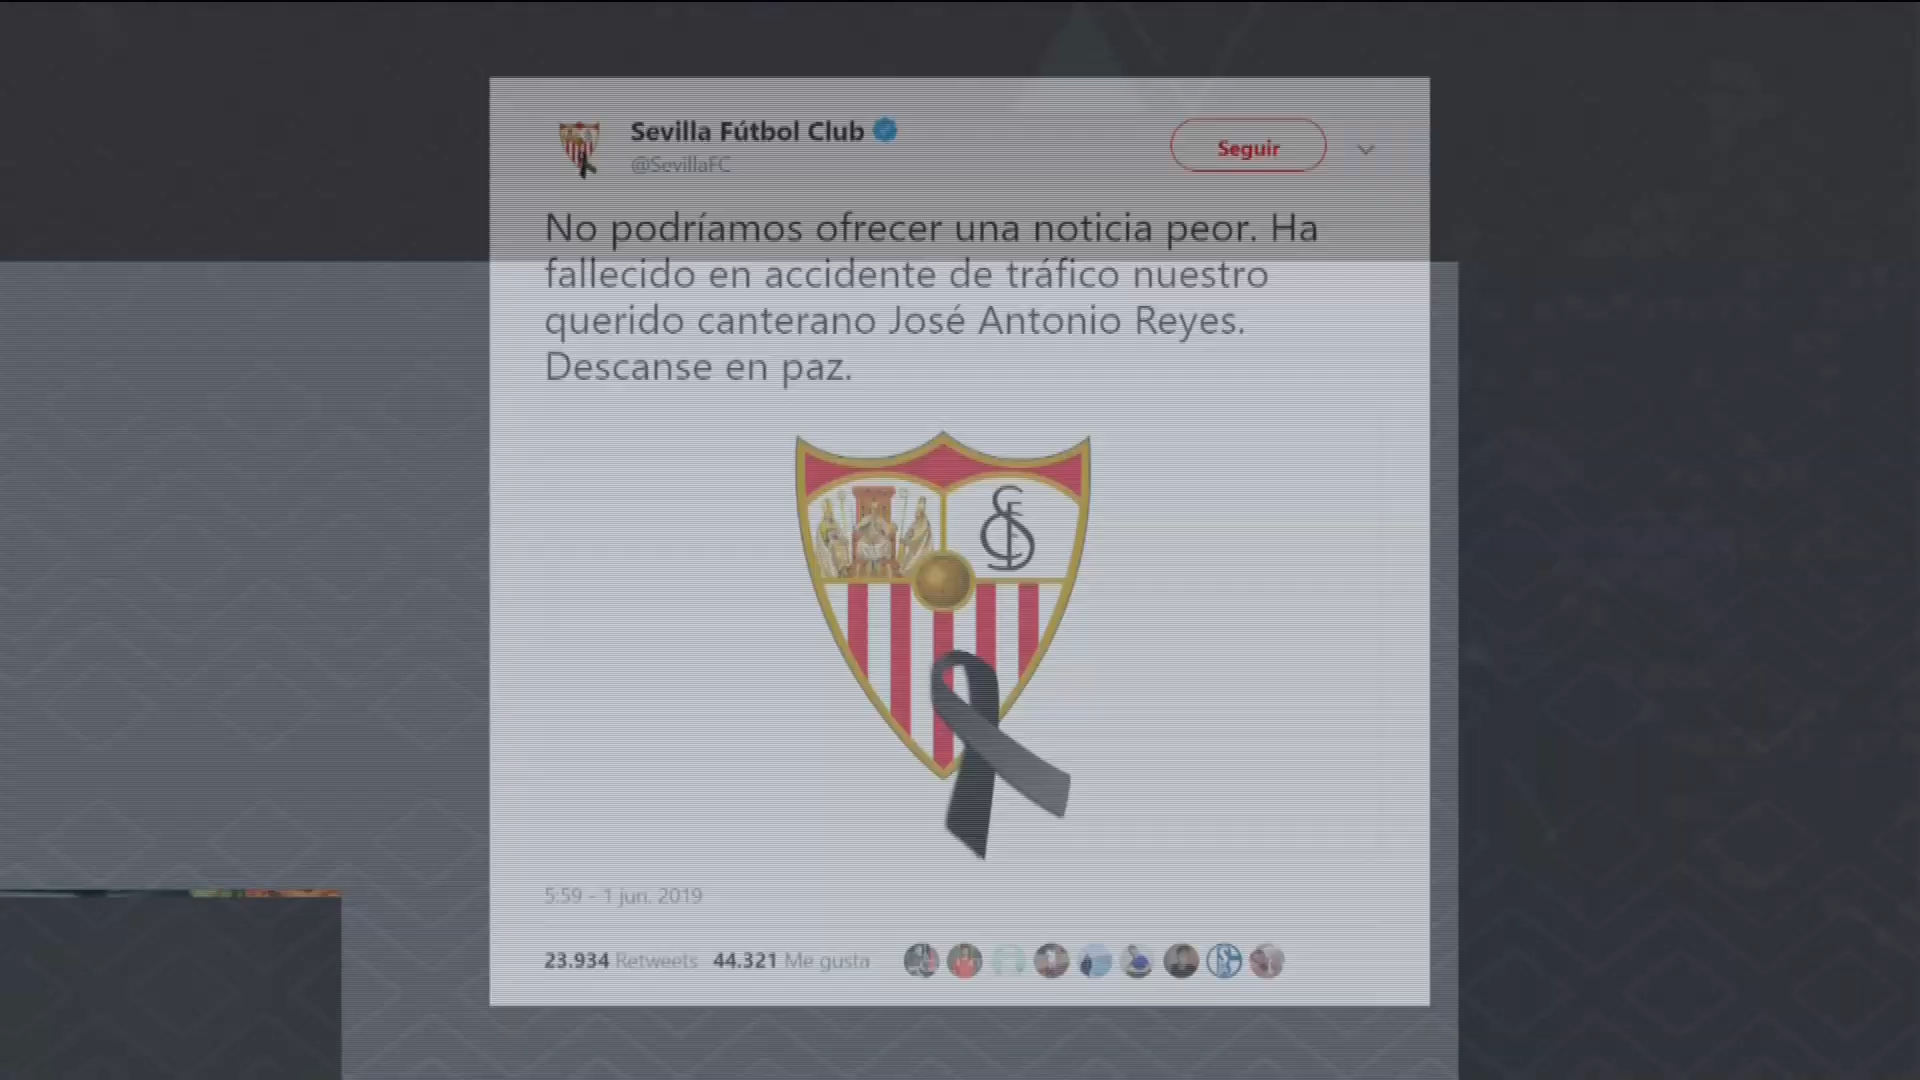 Sevilla Fútbol Club
@SevillaFC
Seguir
No podríamos ofrecer una noticia peor. Ha
fallecido en accidente de tráfico nuestro
querido canterano José Antonio Reyes.
Descanse en paz.
5:59 - 1 jun. 2019
23.934 Retweets 44.321 Me gusta